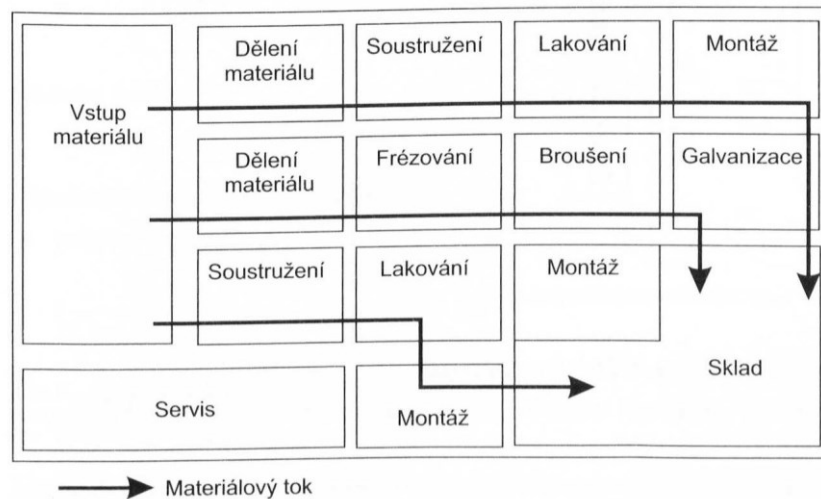 Vstup
materiálu
Dělení
materiálu
Soustružení
Lakování
Montáž
Dělení
materiálu
Frézování
Broušení
Galvanizace
Soustružení
Lakování
Montáž
Sklad
Servis
Montáž
Materiálový tok